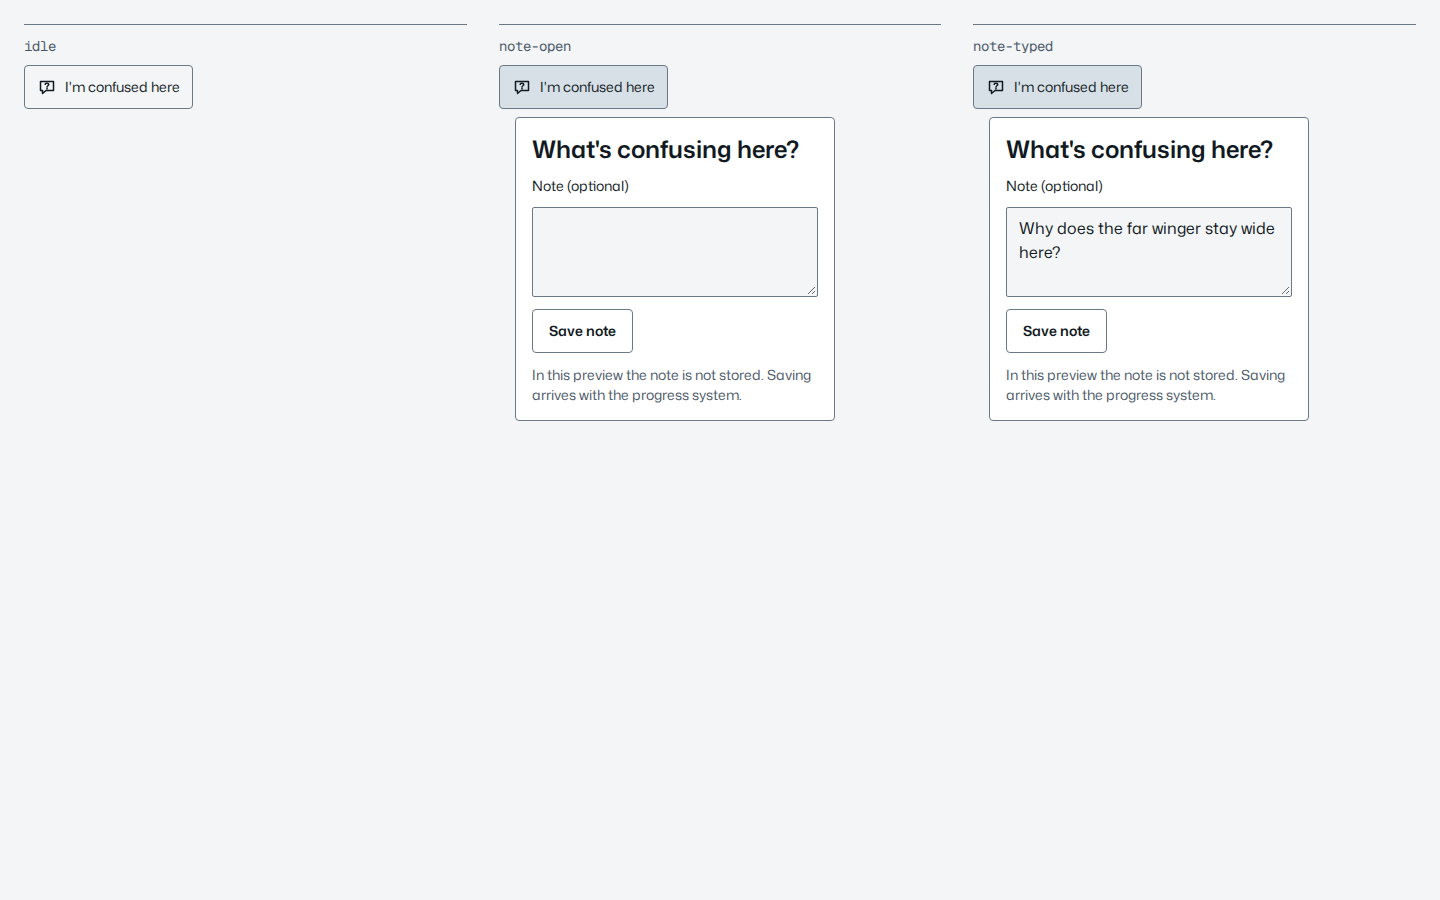 idle
I'm confused here
note-open
I'm confused here
What's confusing here?
Note (optional)
Save note
In this preview the note is not stored. Saving
arrives with the progress system.
note-typed
I'm confused here
What's confusing here?
Note (optional)
Why does the far winger stay wide
here?
Save note
In this preview the note is not stored. Saving
arrives with the progress system.